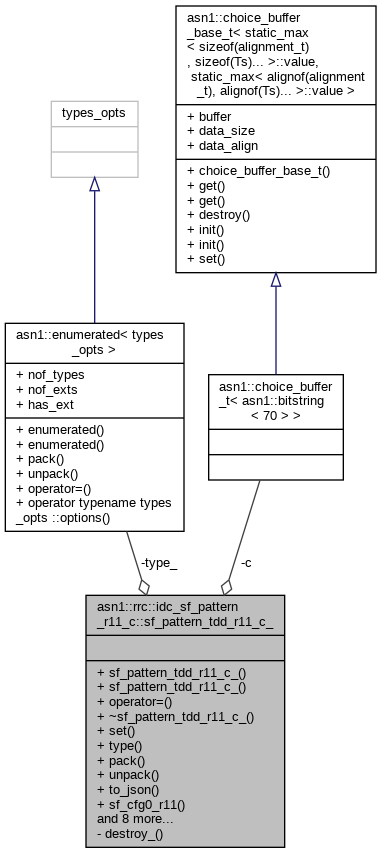 asn1::choice_buffer
_base_t< static_max
< sizeof(alignment_t)
, sizeof(Ts)... >::value,
static_max< alignof(alignment
_t), alignof(Ts)... >::value >
+ buffer
+ data_size
+ data_align
+ choice_buffer_base_t()
+ get()
+ get()
+ destroy()
+ init()
+ init()
+ set()
types_opts
asn1::enumerated< types
_opts >
+ nof_types
+ nof_exts
+ has_ext
+ enumerated()
+ enumerated()
+ pack()
+ unpack()
+ operator=()
+ operator typename types
_opts ::options()
asn1::choice_buffer
_t< asn1::bitstring
< 70 > >
-type_
-c
asn1::rrc::idc_sf_pattern
_r11_c::sf_pattern_tdd_r11_c_
+ sf_pattern_tdd_r11_c_()
+ sf_pattern_tdd_r11_c_()
+ operator=()
+ ~sf_pattern_tdd_r11_c_()
+ set()
+ type()
+ pack()
+ unpack()
+ to_json()
+ sf_cfg0_r11()
and 8 more...
- destroy_()